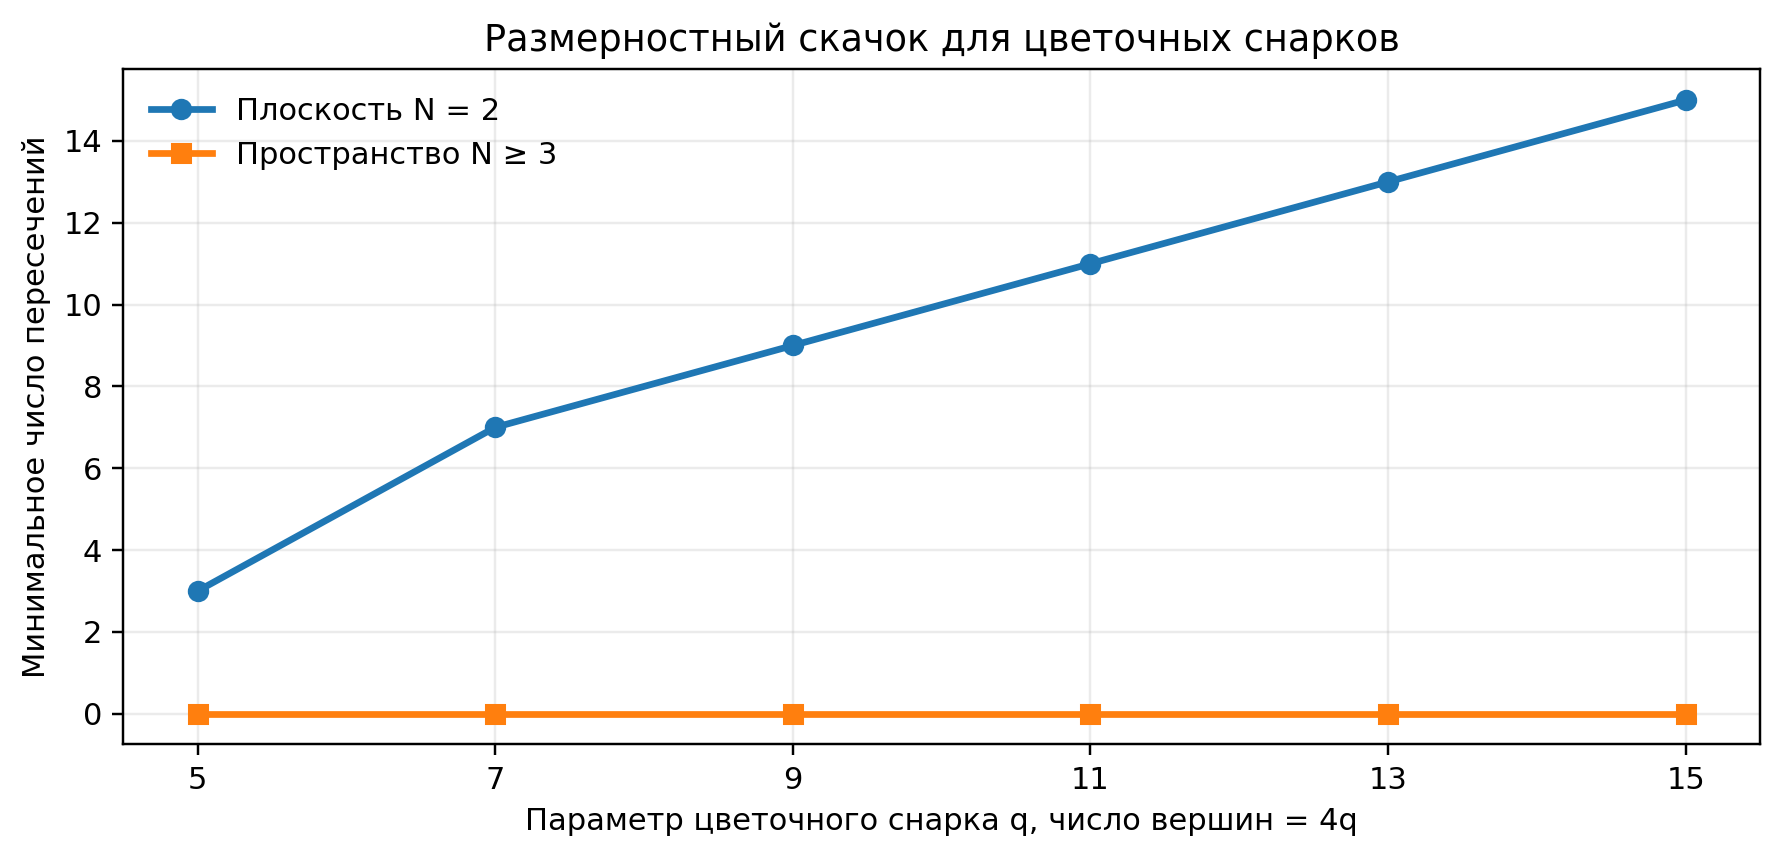 Размерностный скачок для цветочных снарков
Плоскость N = 2
Пространство N ≥ 3
Минимальное число пересечений
14
12
10
8
6
4
2
0
5 7 9 11 13 15
Параметр цветочного снарка q, число вершин = 4q